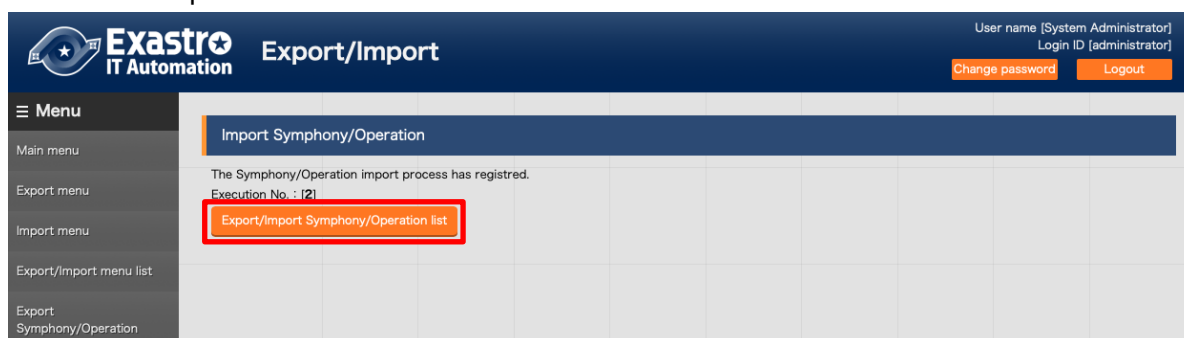 Exastro
IT Automation
Export/Import
User name [System Administrator]
Login ID [administrator]
Change password
Logout
Menu
Main menu
Export menu
Import menu
Export/Import menu list
Export
Symphony/Operation
Import Symphony/Operation
The Symphony/Operation import process has registred.
Execution No. : [2]
Export/Import Symphony/Operation list